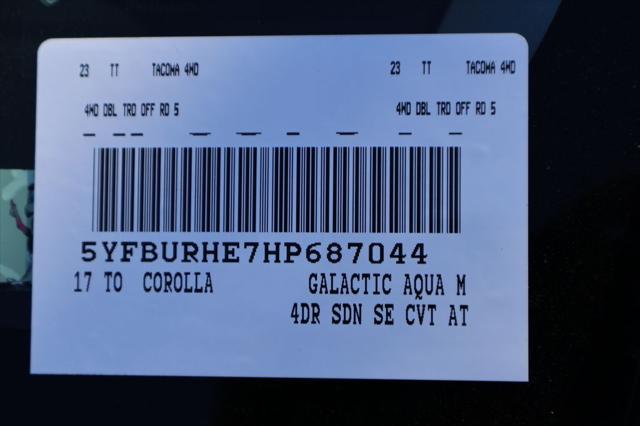 23 TT TACOMA 4WD 23 TT TACOMA 4WD
4WD DBL TRD OFF RD 5 4WD DBL TRD OFF RD 5
5YFBURHE7HP687044
17 TO COROLLA GALACTIC AQUA M
4DR SDN SE CVT AT